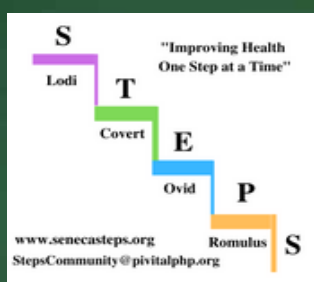 S
"Improving Health
One Step at a Time"
Lodi
T
Covert
E
Ovid
P
www.senecasteps.org
Romulus
S
StepsCommunity@pivitalphp.org